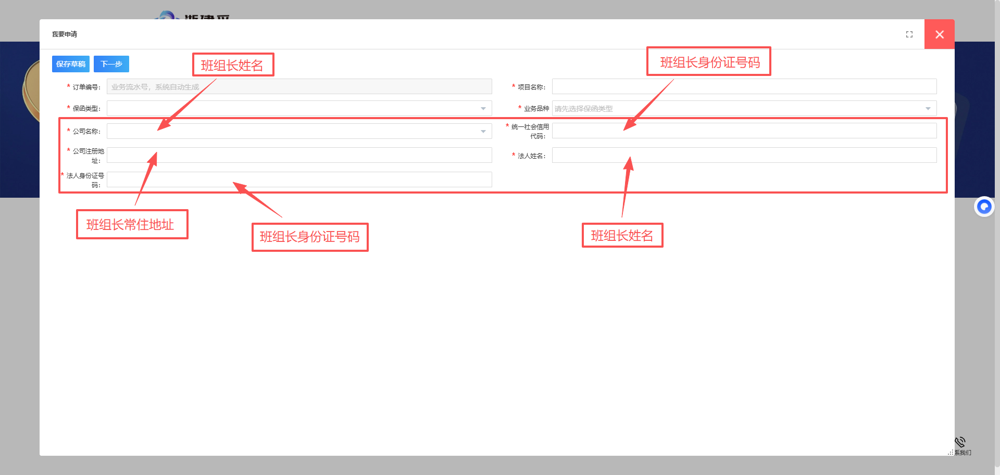 我要申请
保存草稿
下一步
班组长姓名
班组长身份证号码
* 订单编号:
业务流水号，系统自动生成
* 项目名称:
* 保函类型:
* 业务品种
请先选择保函类型
* 公司名称:
* 统一社会信用
代码:
* 公司注册地
址:
* 法人姓名:
* 法人身份证号
码:
班组长常住地址
班组长身份证号码
班组长姓名
系我们